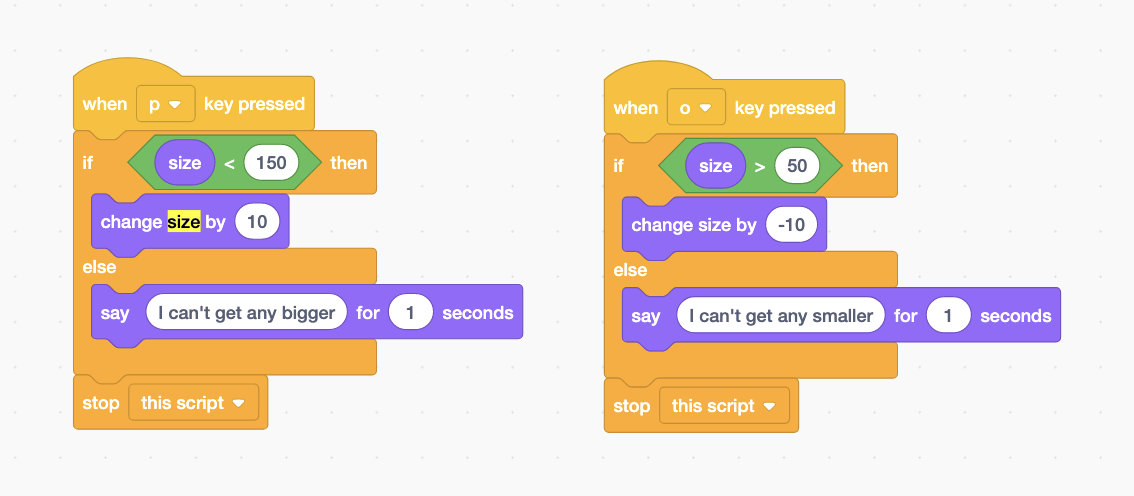 when p key pressed
if size < 150 then
change size by 10
else
say I can't get any bigger for 1 seconds
stop this script
when o key pressed
if size > 50 then
change size by -10
else
say I can't get any smaller for 1 seconds
stop this script